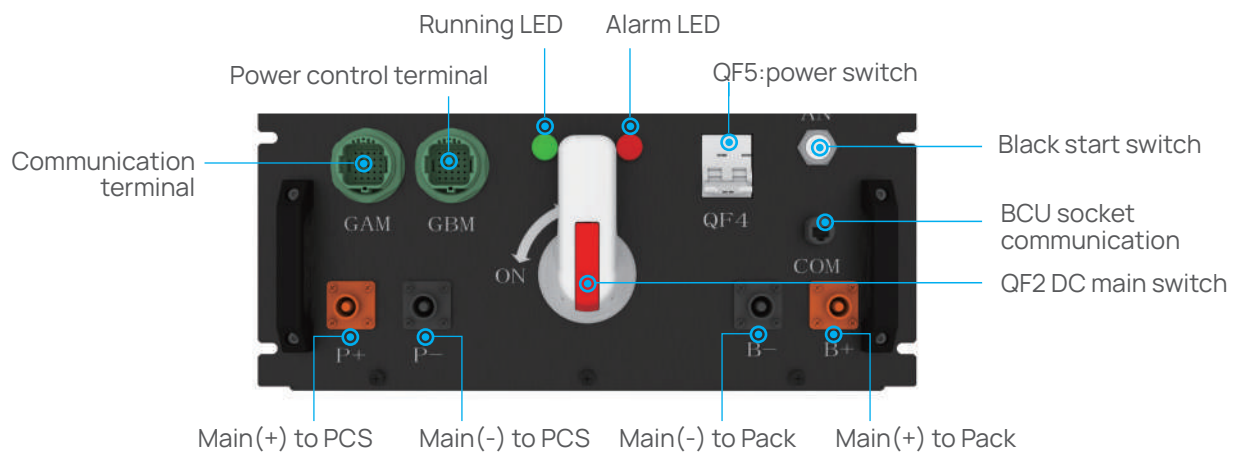 Running LED
Alarm LED
Power control terminal
QF5:power switch
AN
Communication
terminal
Black start switch
GAM
GBM
QF4
BCU socket
communication
ON
COM
QF2 DC main switch
P+
P-
B-
B+
Main(+) to PCS
Main(-) to PCS
Main(-) to Pack
Main(+) to Pack